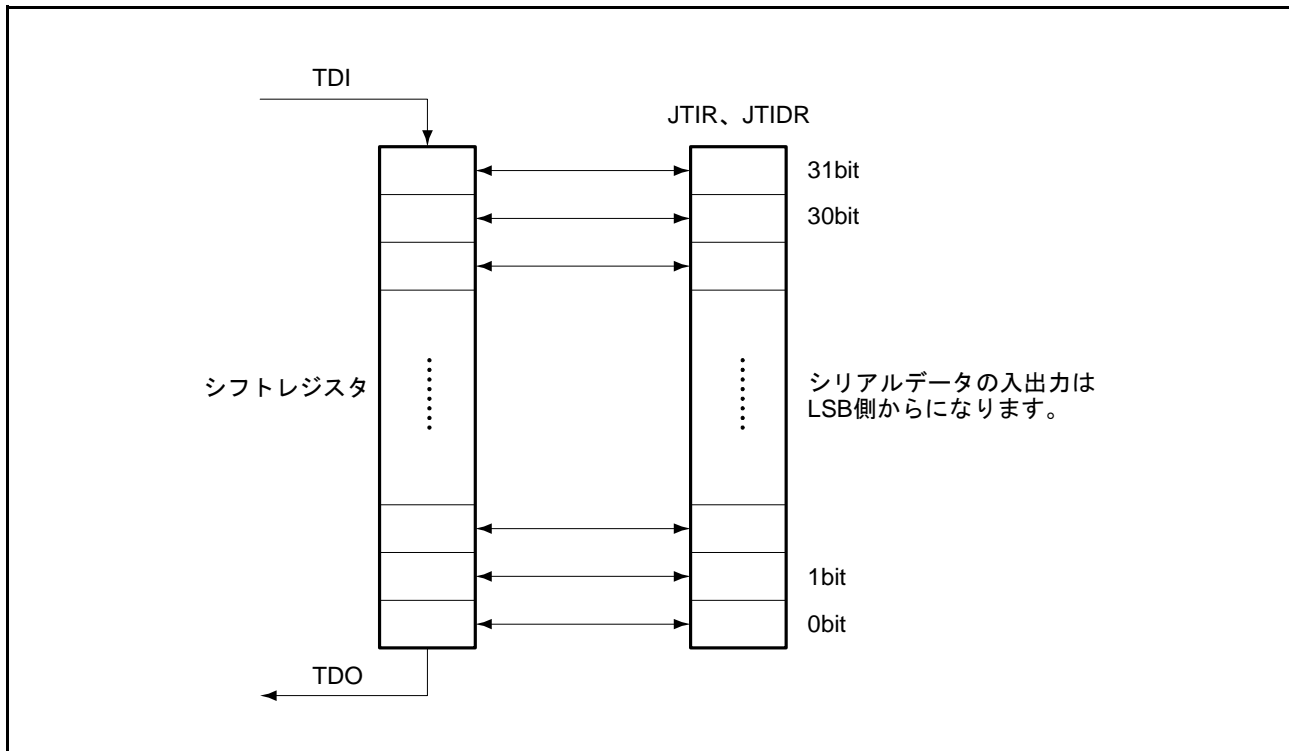 TDI
JTIR、JTIDR
31bit
30bit
シフトレジスタ
シリアルデータの入出力は
LSB側からになります。
1bit
0bit
TDO